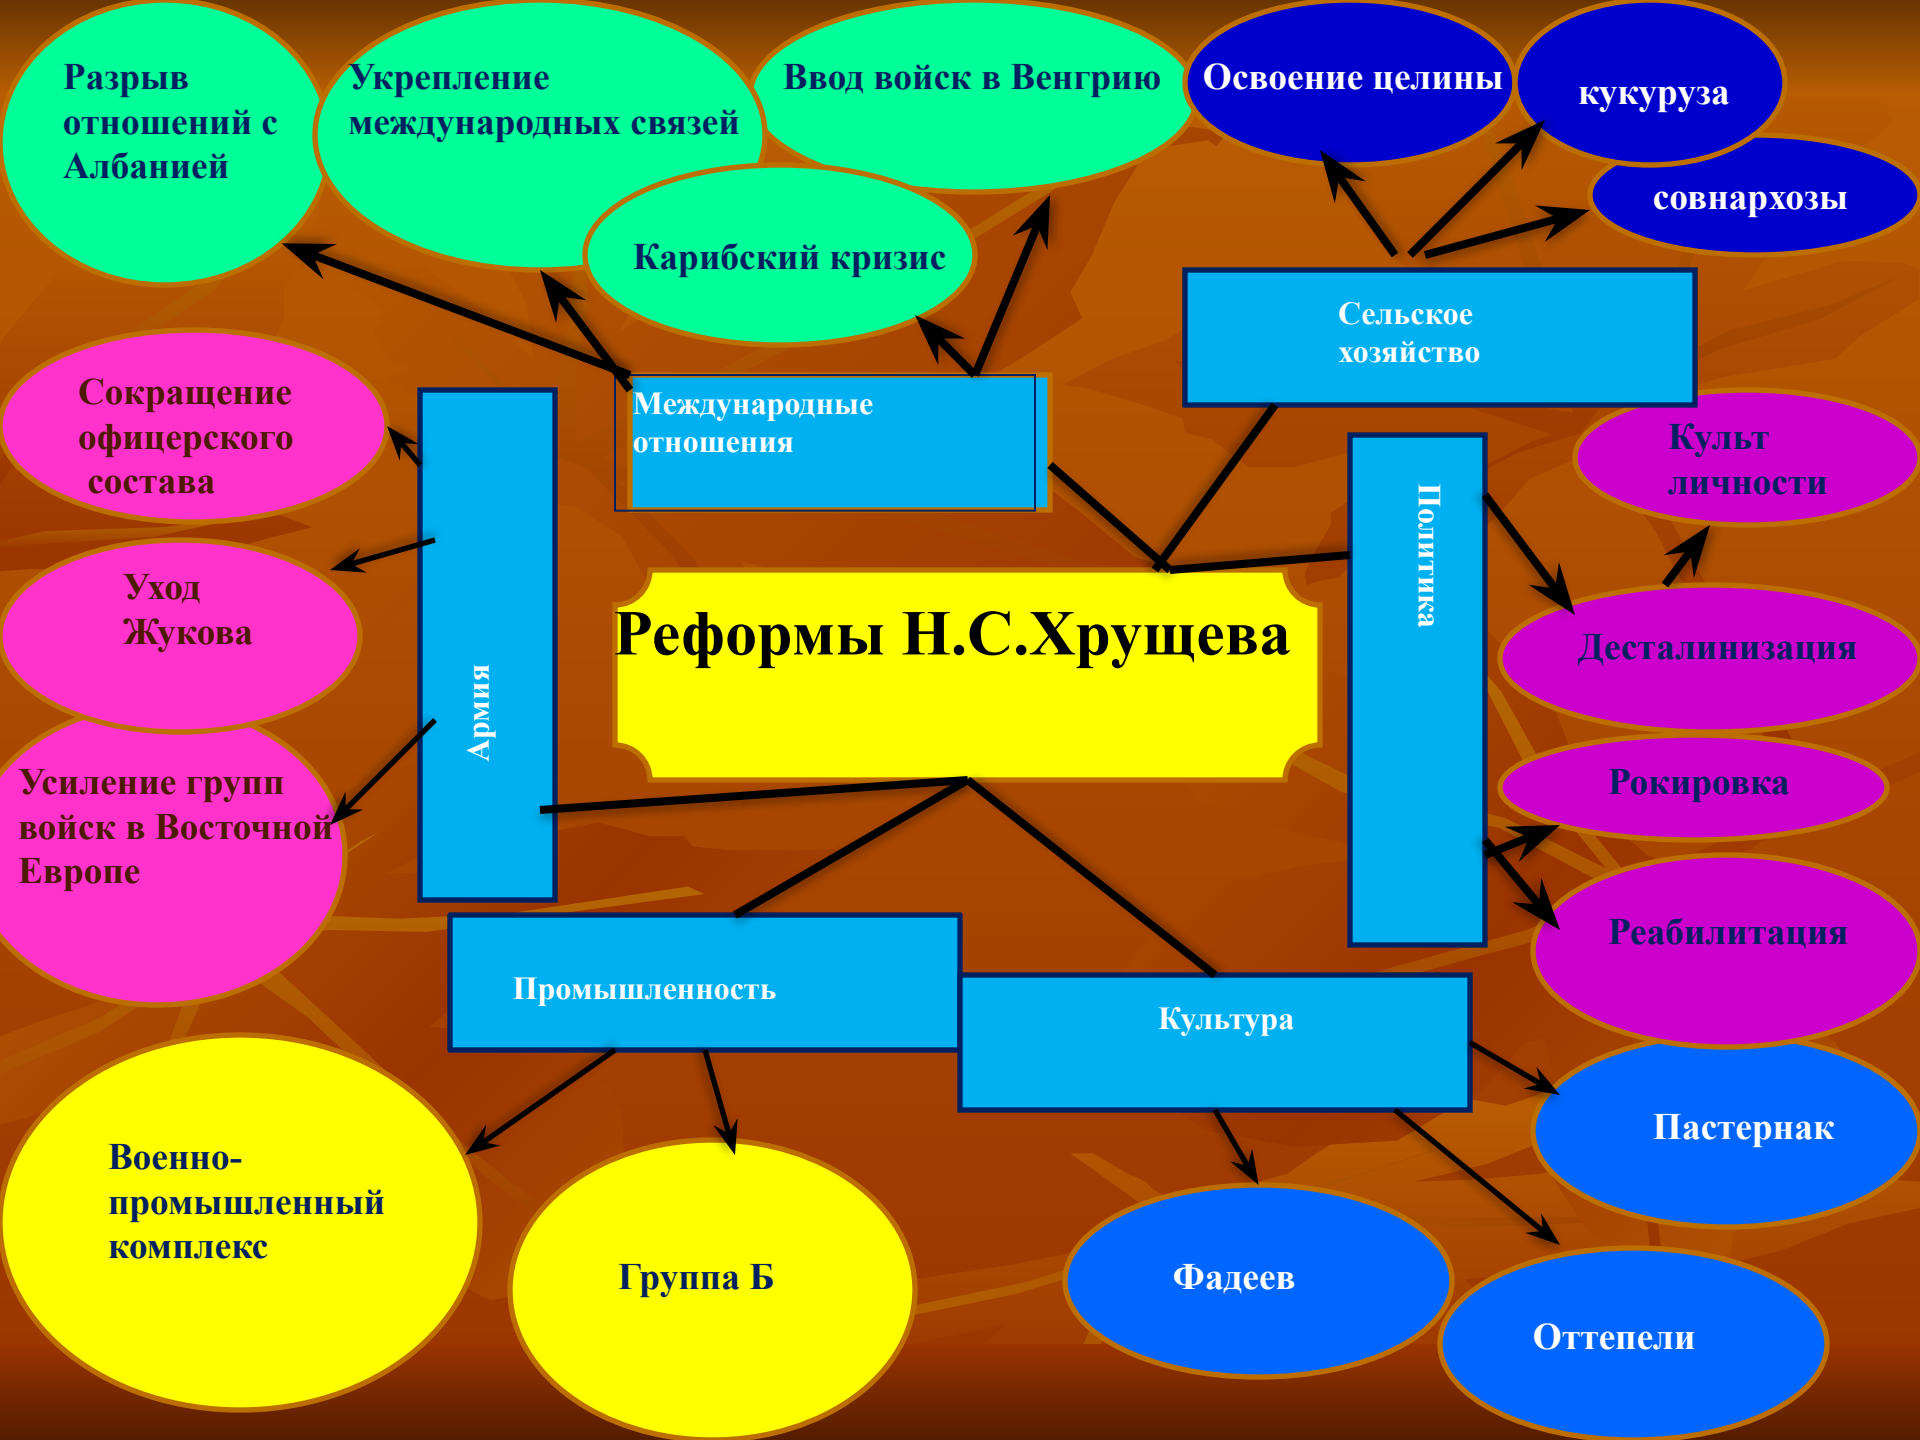 Разрыв
отношений с
Албанией
Укрепление
международных связей
Ввод войск в Венгрию
Освоение целины
кукуруза
совнархозы
Карибский кризис
Сельское
хозяйство
Сокращение
офицерского
состава
Международные
отношения
Культ
личности
Политика
Уход
Жукова
Реформы Н.С.Хрущева
Десталинизация
Армия
Усиление групп
войск в Восточной
Европе
Рокировка
Реабилитация
Промышленность
Культура
Военно-
промышленный
комплекс
Группа Б
Пастернак
Фадеев
Оттепели